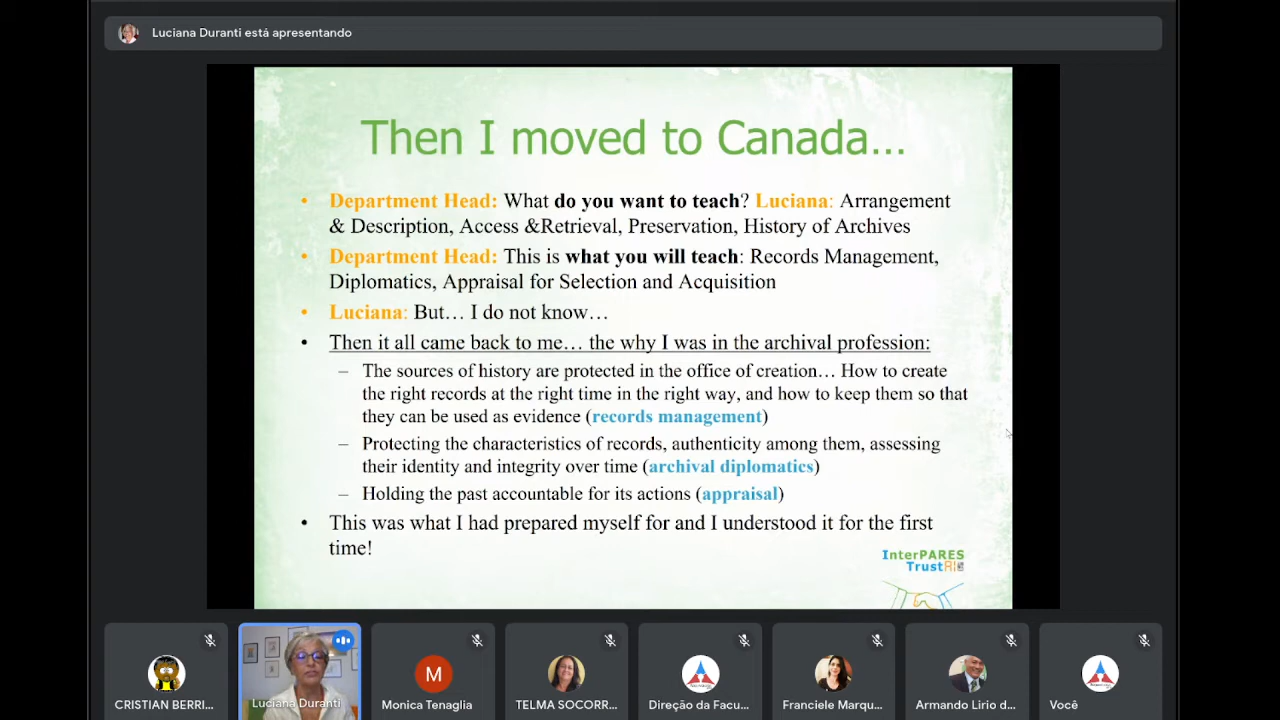 Luciana Duranti está apresentando
Then I moved to Canada...
• Department Head: What do you want to teach? Luciana: Arrangement
& Description, Access &Retrieval, Preservation, History of Archives
• Department Head: This is what you will teach: Records Management,
Diplomatics, Appraisal for Selection and Acquisition
• Luciana: But… I do not know…
• Then it all came back to me… the why I was in the archival profession:
– The sources of history are protected in the office of creation… How to create
the right records at the right time in the right way, and how to keep them so that
they can be used as evidence (records management)
– Protecting the characteristics of records, authenticity among them, assessing
their identity and integrity over time (archival diplomatics)
– Holding the past accountable for its actions (appraisal)
• This was what I had prepared myself for and I understood it for the first
time!
InterPARES
Trust
M
CRISTIAN BERRI...
Luciana Duranti
Monica Tenaglia
TELMA SOCORR...
Direção da Facu...
Franciele Marqu...
Armando Lirio d...
Você